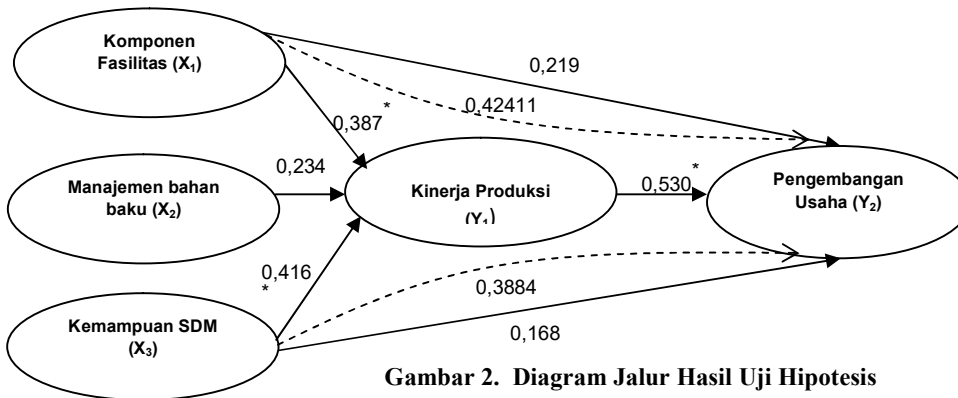 Komponen
Fasilitas (X₁)
0,219
0,42411
0,387*
Manajemen bahan
baku (X₂)
0,234
Kinerja Produksi
(Y₁)
0,530*
Pengembangan
Usaha (Y₂)
0,416
*
0,3884
Kemampuan SDM
(X₃)
0,168
Gambar 2. Diagram Jalur Hasil Uji Hipotesis